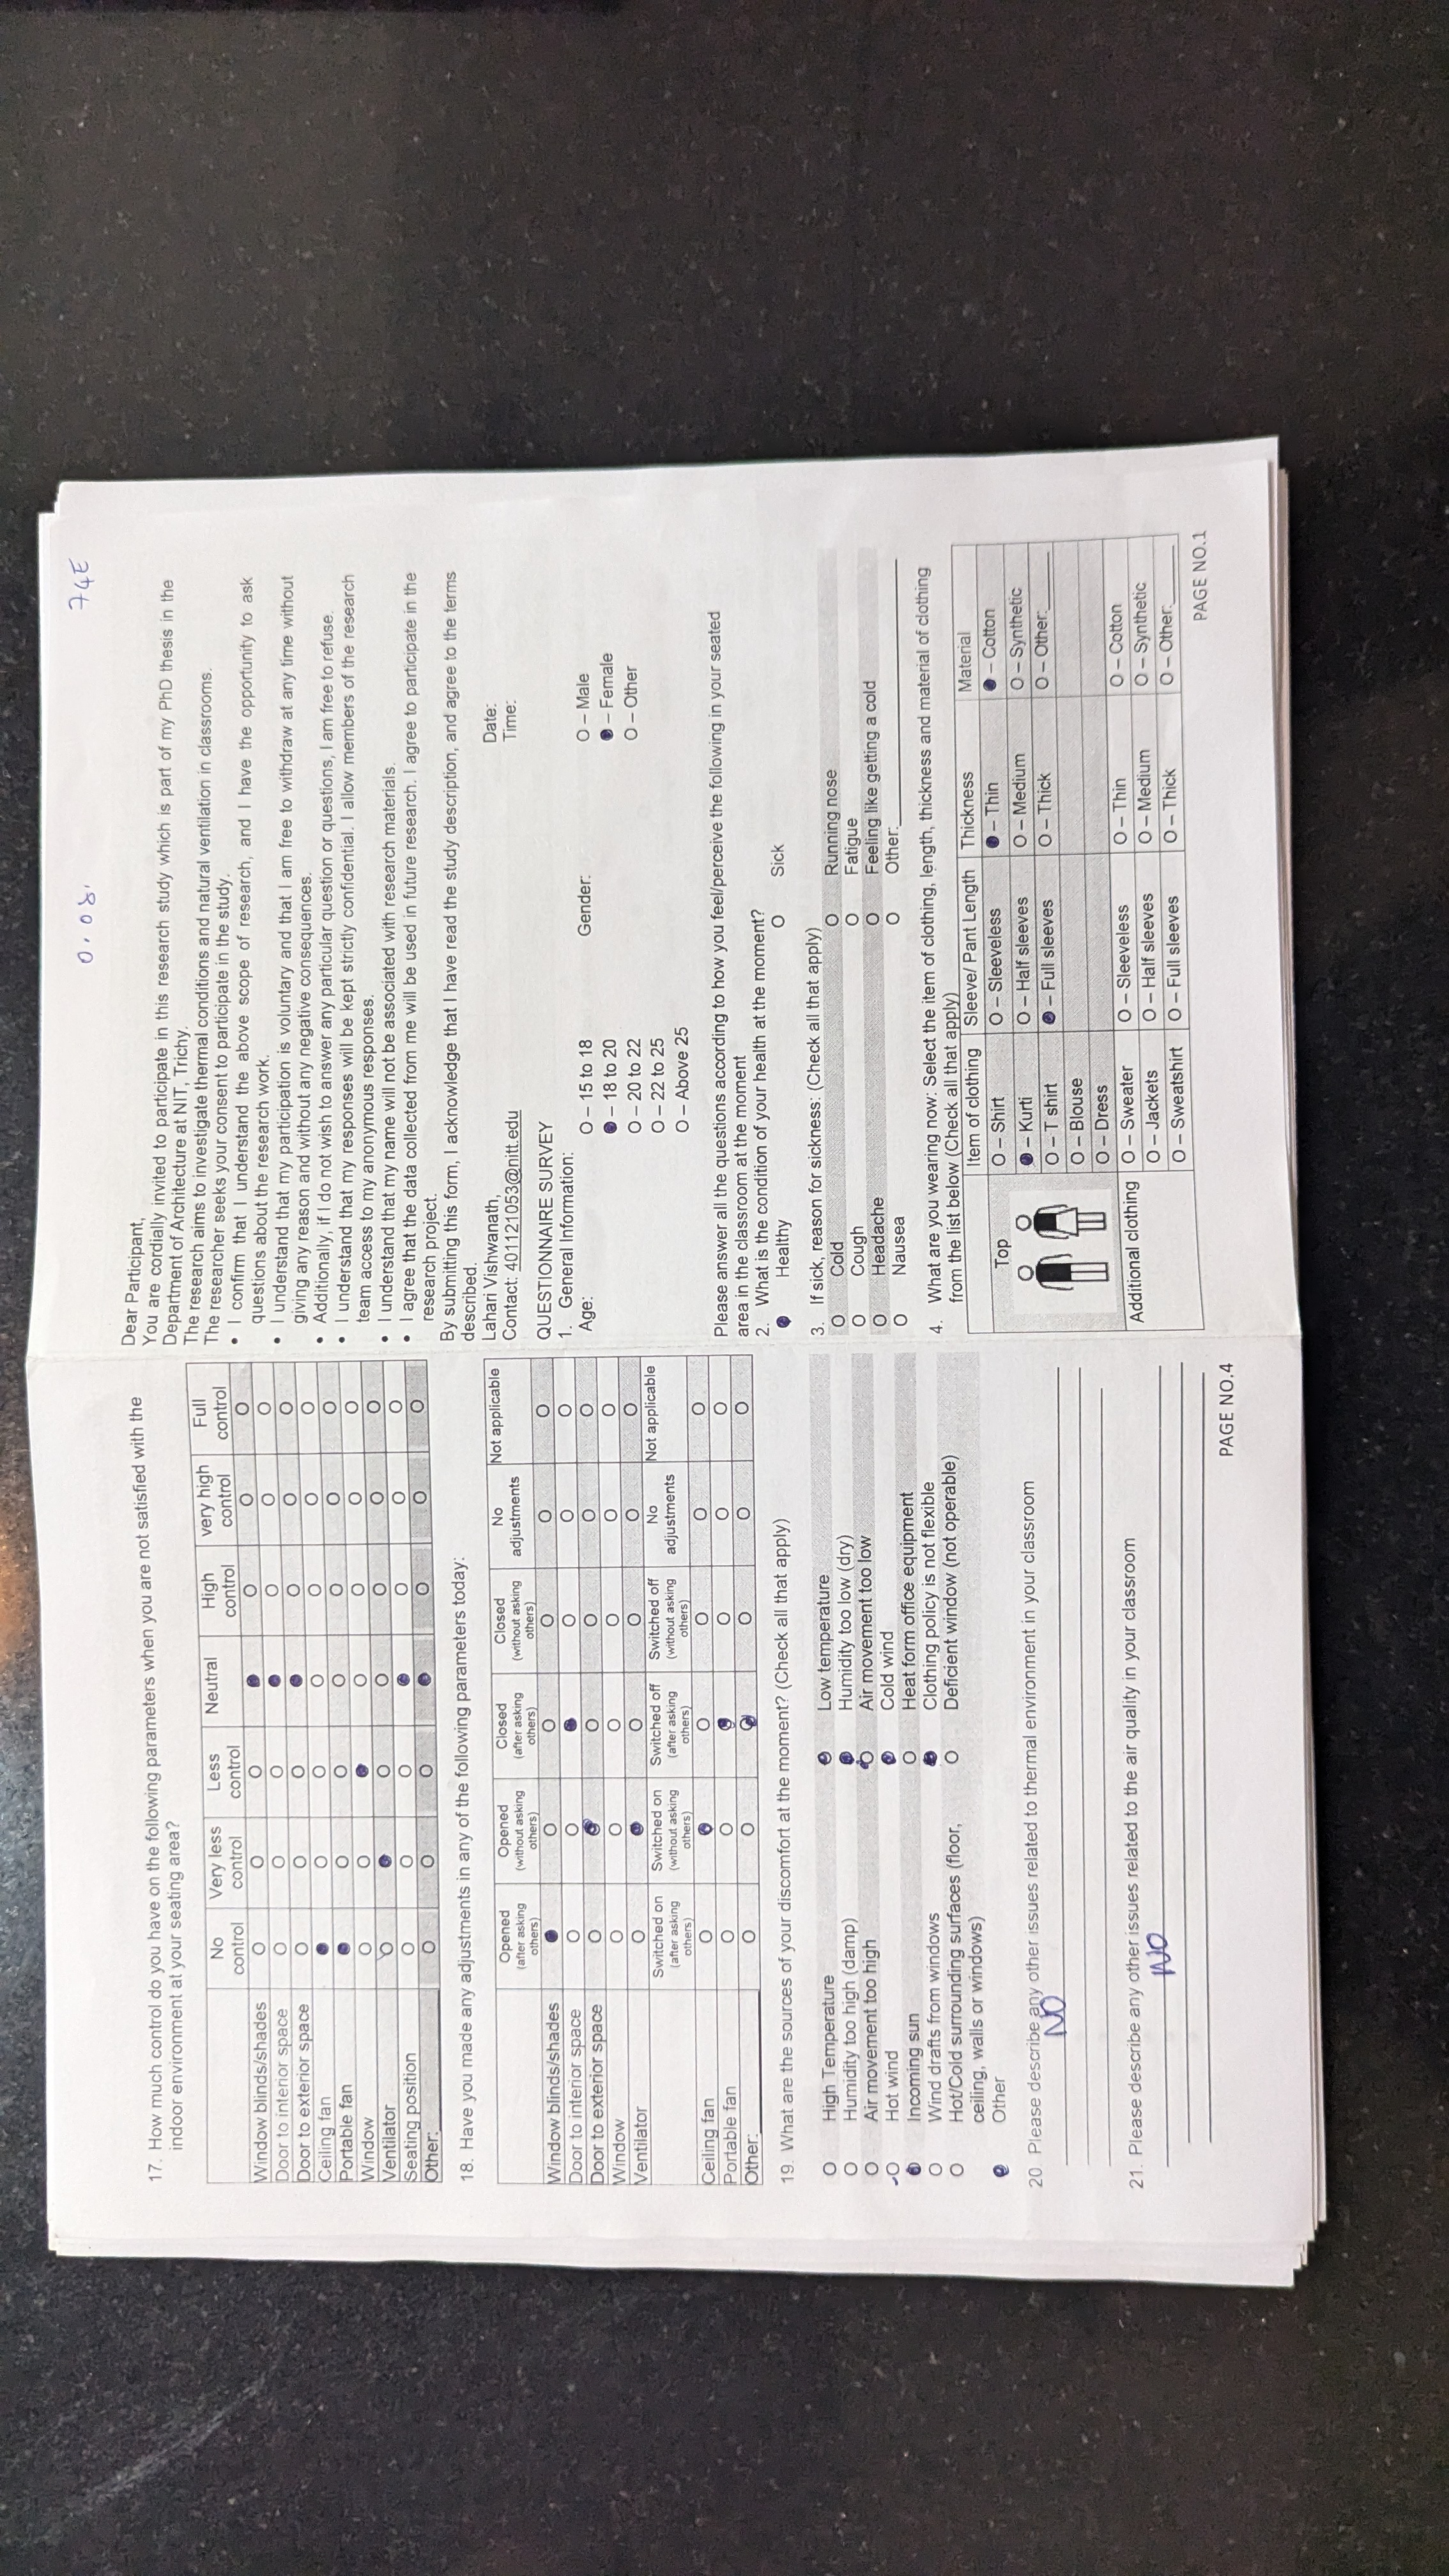 17. How much control do you have on the following parameters when you are not satisfied with the
indoor environment at your seating area?
No control Very less control Less control Neutral High control very high control Full control
Window blinds/shades O O O ● O O O
Door to interior space O O O ● O O O
Door to exterior space O O O ● O O O
Ceiling fan ● O O O O O O
Portable fan ● O O O O O O
Window O O ● O O O O
Ventilator O ● O O O O O
Seating position O O O ● O O O
Other: O O O ● O O O
18. Have you made any adjustments in any of the following parameters today:
Opened (after asking others) Opened (without asking others) Closed (after asking others) Closed (without asking others) No adjustments Not applicable
Window blinds/shades ● O O O O O
Door to interior space O O ● O O O
Door to exterior space O ● O O O O
Window O O O O O O
Ventilator O ● O O O O
Switched on (after asking others) Switched on (without asking others) Switched off (after asking others) Switched off (without asking others) No adjustments Not applicable
Ceiling fan O ● O O O O
Portable fan O O ● O O O
Other: O O ● O O O
19. What are the sources of your discomfort at the moment? (Check all that apply)
O High Temperature ● Low temperature
O Humidity too high (damp) ● Humidity too low (dry)
O Air movement too high O Air movement too low
O Hot wind ● Cold wind
● Incoming sun O Heat form office equipment
O Wind drafts from windows ● Clothing policy is not flexible
O Hot/Cold surrounding surfaces (floor, O Deficient window (not operable)
ceiling, walls or windows)
● Other
20. Please describe any other issues related to thermal environment in your classroom
NO
21. Please describe any other issues related to the air quality in your classroom
NO
PAGE NO.4
0.08. 74E
Dear Participant,
You are cordially invited to participate in this research study which is part of my PhD thesis in the
Department of Architecture at NIT, Trichy.
The research aims to investigate thermal conditions and natural ventilation in classrooms.
The researcher seeks your consent to participate in the study.
• I confirm that I understand the above scope of research, and I have the opportunity to ask
questions about the research work.
• I understand that my participation is voluntary and that I am free to withdraw at any time without
giving any reason and without any negative consequences.
• Additionally, if I do not wish to answer any particular question or questions, I am free to refuse.
• I understand that my responses will be kept strictly confidential. I allow members of the research
team access to my anonymous responses.
• I understand that my name will not be associated with research materials.
• I agree that the data collected from me will be used in future research. I agree to participate in the
research project.
By submitting this form, I acknowledge that I have read the study description, and agree to the terms
described.
Lahari Vishwanath, Date:
Contact: 401121053@nitt.edu Time:
QUESTIONNAIRE SURVEY
1. General Information:
Age: O – 15 to 18 Gender: O – Male
● – 18 to 20 ● – Female
O – 20 to 22 O – Other
O – 22 to 25
O – Above 25
Please answer all the questions according to how you feel/perceive the following in your seated
area in the classroom at the moment
2. What is the condition of your health at the moment?
● Healthy O Sick
3. If sick, reason for sickness: (Check all that apply)
O Cold O Running nose
O Cough O Fatigue
O Headache O Feeling like getting a cold
O Nausea O Other:
4. What are you wearing now: Select the item of clothing, length, thickness and material of clothing
from the list below (Check all that apply)
Item of clothing Sleeve/ Pant Length Thickness Material
Top O – Shirt O – Sleeveless ● – Thin ● – Cotton
● – Kurti O – Half sleeves O – Medium O – Synthetic
O – T shirt ● – Full sleeves O – Thick O – Other:
O – Blouse
O – Dress
Additional clothing O – Sweater O – Sleeveless O – Thin O – Cotton
O – Jackets O – Half sleeves O – Medium O – Synthetic
O – Sweatshirt O – Full sleeves O – Thick O – Other:
PAGE NO.1